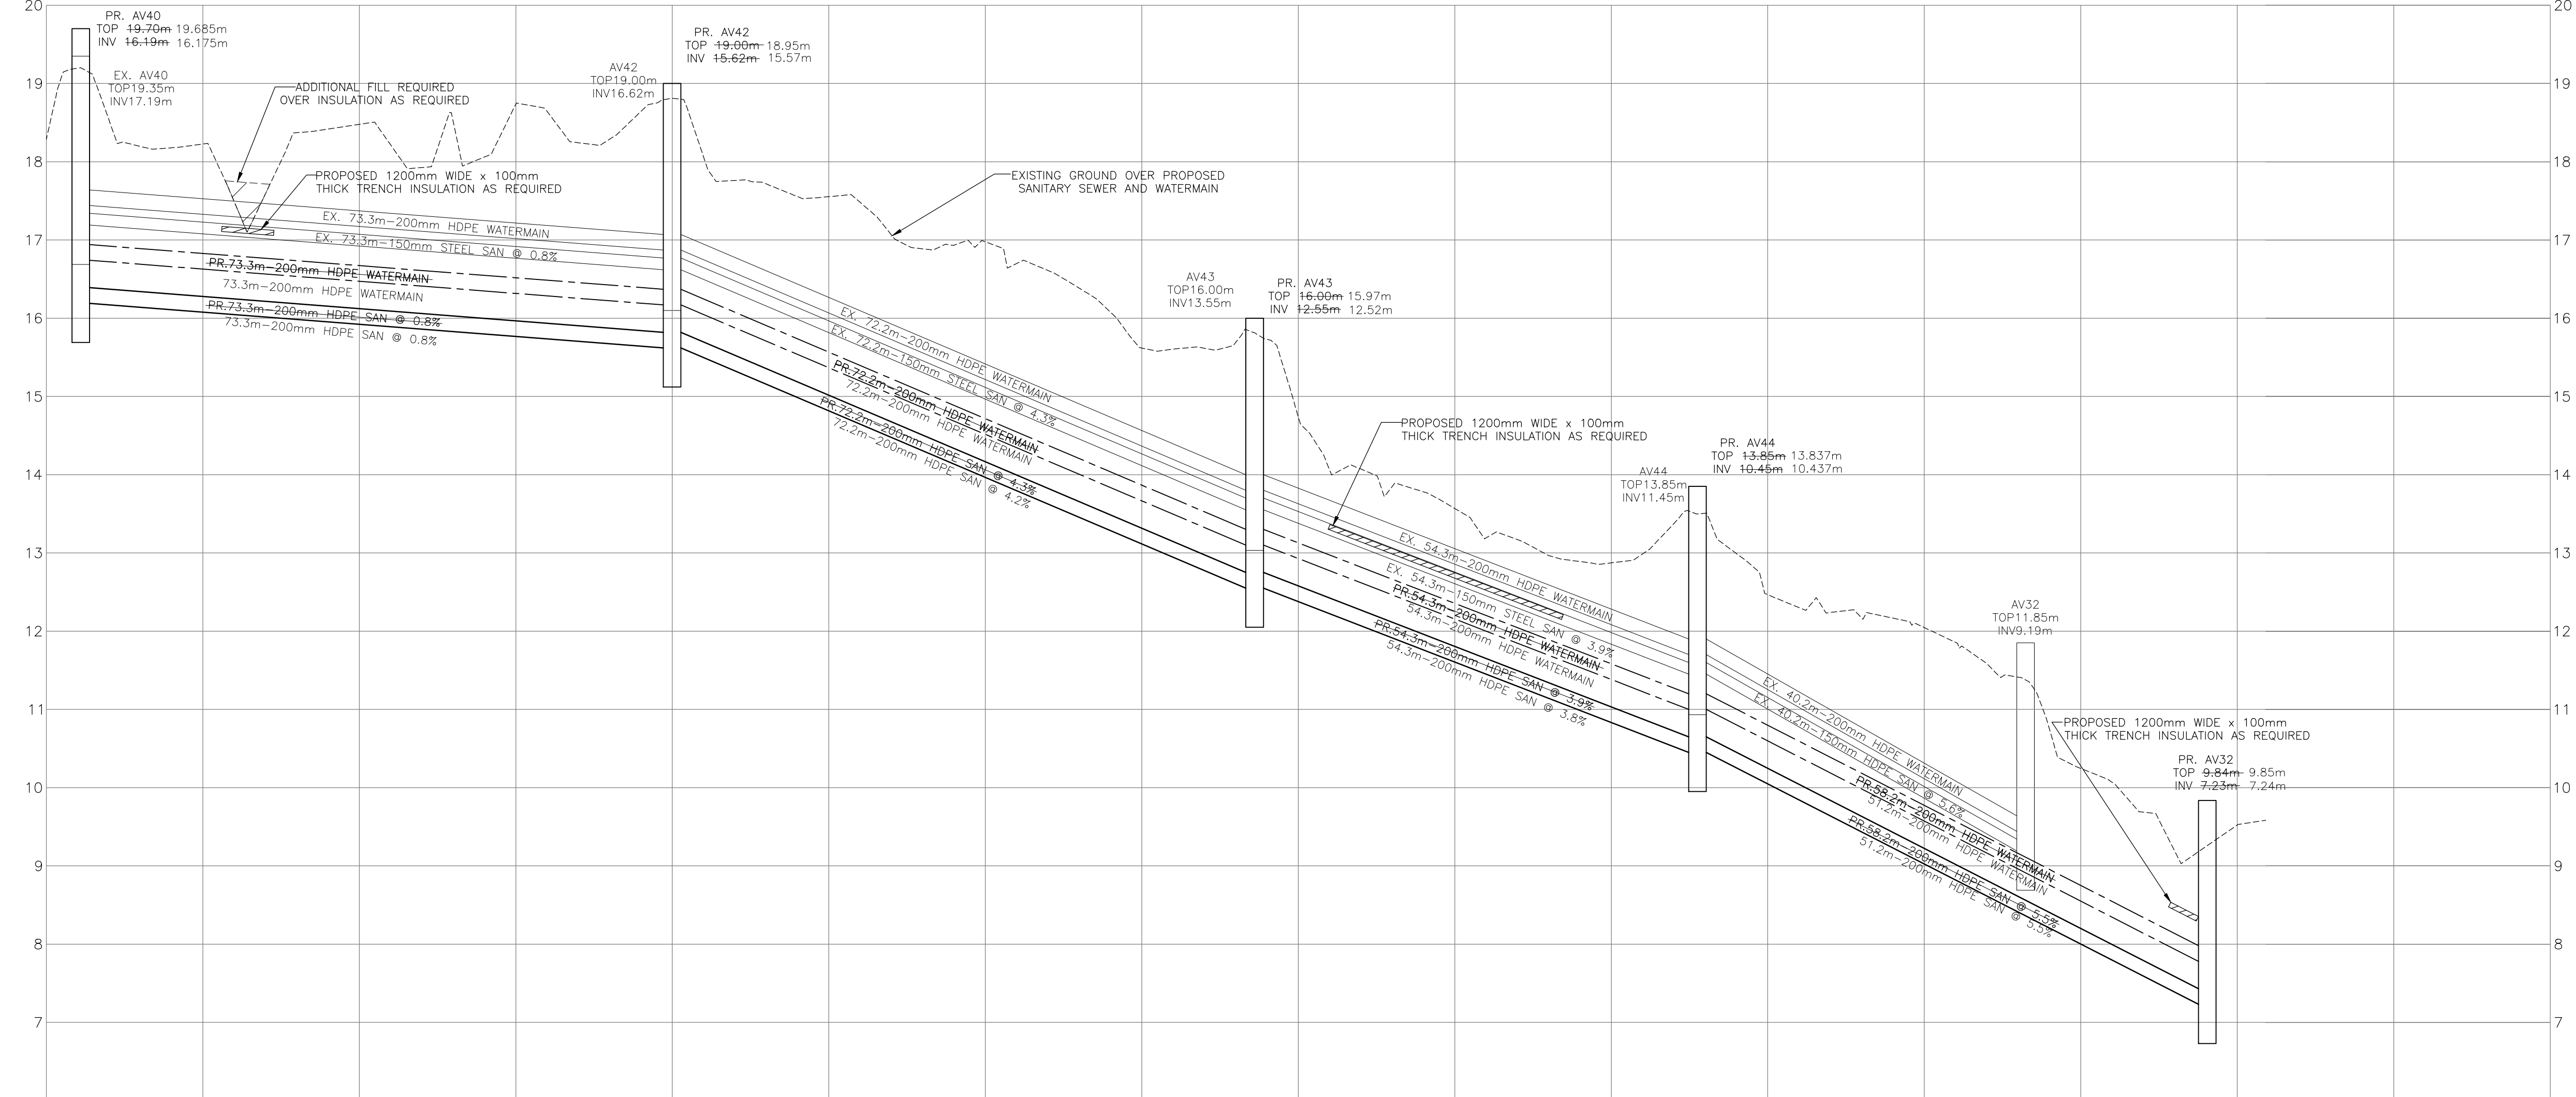 20
20
PR. AV40
TOP 19.70m 19.685m
INV 16.19m 16.175m
EX. AV40
TOP19.35m
INV17.19m
ADDITIONAL FILL REQUIRED
OVER INSULATION AS REQUIRED
PROPOSED 1200mm WIDE x 100mm
THICK TRENCH INSULATION AS REQUIRED
AV42
TOP19.00m
INV16.62m
PR. AV42
TOP 19.00m 18.95m
INV 15.62m 15.57m
19
19
18
18
EXISTING GROUND OVER PROPOSED
SANITARY SEWER AND WATERMAIN
EX. 73.3m-200mm HDPE WATERMAIN
EX. 73.3m-150mm STEEL SAN @ 0.8%
PR.73.3m-200mm HDPE WATERMAIN
73.3m-200mm HDPE WATERMAIN
PR.73.3m-200mm HDPE SAN @ 0.8%
73.3m-200mm HDPE SAN @ 0.8%
17
17
AV43
TOP16.00m
INV13.55m
PR. AV43
TOP 16.00m 15.97m
INV 12.55m 12.52m
16
16
EX. 72.2m-200mm HDPE WATERMAIN
EX. 72.2m-150mm STEEL SAN @ 4.3%
PR.72.2m-200mm HDPE WATERMAIN
72.2m-200mm HDPE WATERMAIN
PR.72.2m-200mm HDPE SAN @ 4.3%
72.2m-200mm HDPE SAN @ 4.2%
15
15
PROPOSED 1200mm WIDE x 100mm
THICK TRENCH INSULATION AS REQUIRED
AV44
TOP13.85m
INV11.45m
PR. AV44
TOP 13.85m 13.837m
INV 10.45m 10.437m
14
14
13
13
EX. 54.3m-200mm HDPE WATERMAIN
EX. 54.3m-150mm STEEL SAN @ 3.9%
PR.54.3m-200mm HDPE WATERMAIN
54.3m-200mm HDPE WATERMAIN
PR.54.3m-200mm HDPE SAN @ 3.9%
54.3m-200mm HDPE SAN @ 3.8%
12
12
AV32
TOP11.85m
INV9.19m
11
11
EX. 40.2m-200mm HDPE WATERMAIN
EX. 40.2m-150mm HDPE SAN @ 5.6%
PR.58.2m-200mm HDPE WATERMAIN
51.2m-200mm HDPE WATERMAIN
PR.58.2m-200mm HDPE SAN @ 5.5%
51.2m-200mm HDPE SAN @ 5.5%
PROPOSED 1200mm WIDE x 100mm
THICK TRENCH INSULATION AS REQUIRED
PR. AV32
TOP 9.84m 9.85m
INV 7.23m 7.24m
10
10
9
9
8
8
7
7